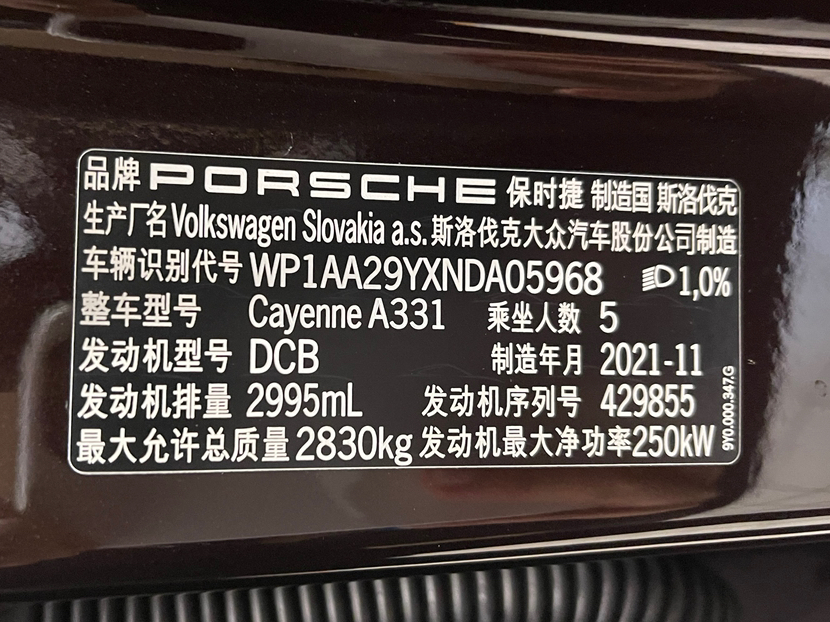 品牌 PORSCHE 保时捷 制造国 斯洛伐克
生产厂名 Volkswagen Slovakia a.s. 斯洛伐克大众汽车股份公司制造
车辆识别代号 WP1AA29YXNDA05968 1,0%
整车型号 Cayenne A331 乘坐人数 5
发动机型号 DCB 制造年月 2021-11
发动机排量 2995mL 发动机序列号 429855
最大允许总质量 2830kg 发动机最大净功率 250kW
9Y0.000.347.G